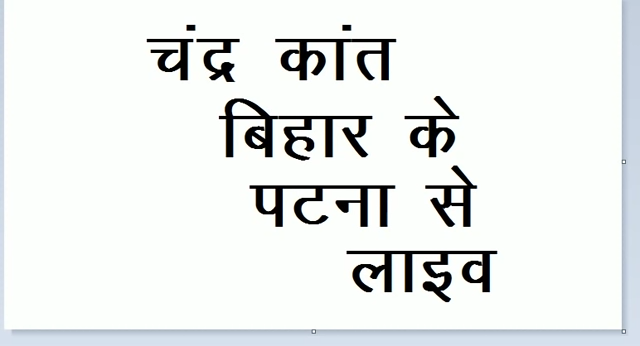 चंद्र कांत
बिहार के
पटना से
लाइव